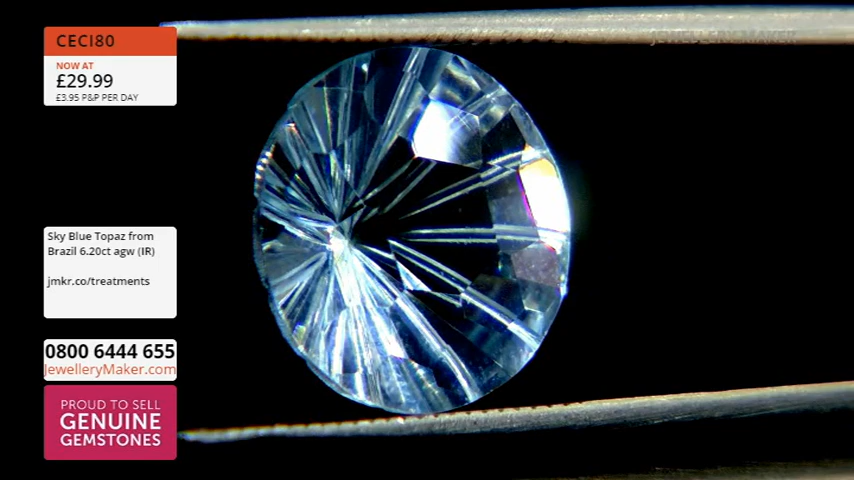 CECI80
NOW AT
£29.99
£3.95 P&P PER DAY
JEWELLERYMAKER
Sky Blue Topaz from
Brazil 6.20ct agw (IR)
jmkr.co/treatments
0800 6444 655
JewelleryMaker.com
PROUD TO SELL
GENUINE
GEMSTONES